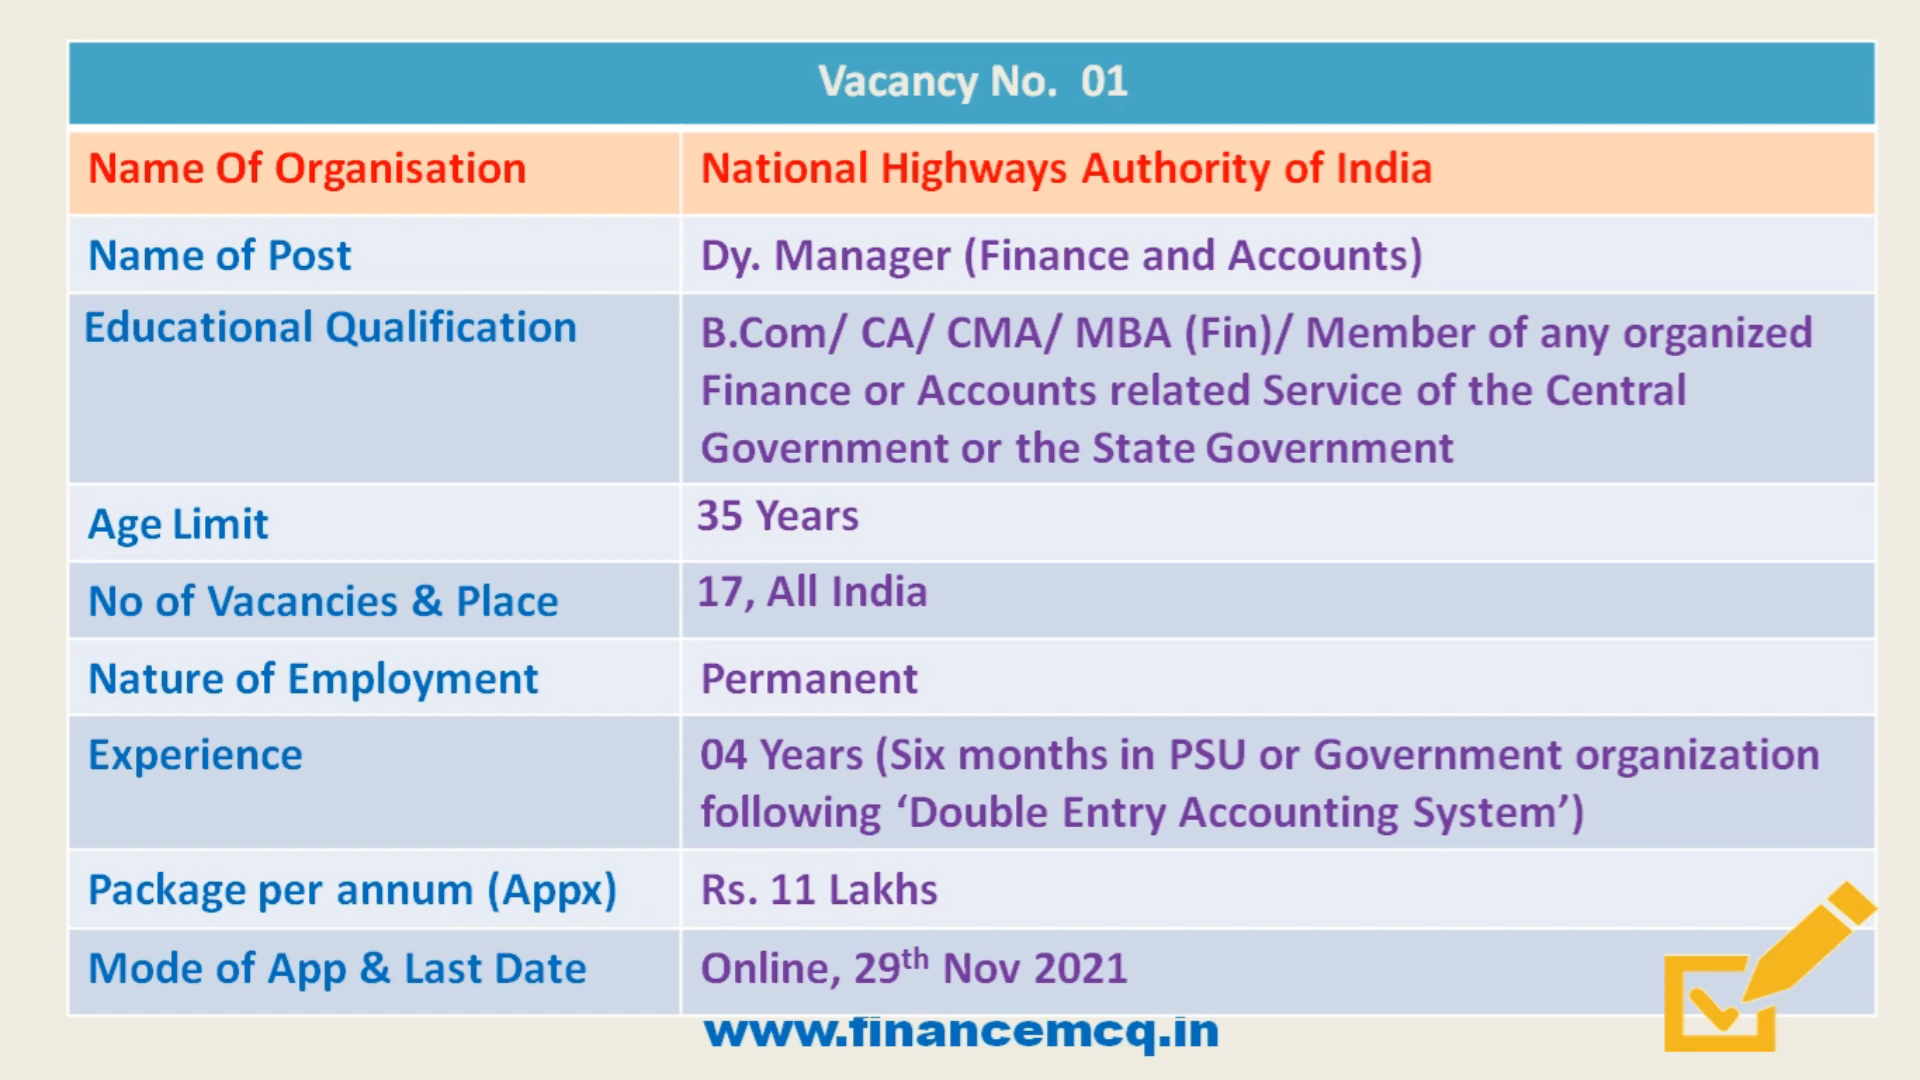 Vacancy No. 01
Name Of Organisation
National Highways Authority of India
Name of Post
Dy. Manager (Finance and Accounts)
Educational Qualification
B.Com/ CA/ CMA/ MBA (Fin)/ Member of any organized
Finance or Accounts related Service of the Central
Government or the State Government
Age Limit
35 Years
No of Vacancies & Place
17, All India
Nature of Employment
Permanent
Experience
04 Years (Six months in PSU or Government organization
following ‘Double Entry Accounting System’)
Package per annum (Appx)
Rs. 11 Lakhs
Mode of App & Last Date
Online, 29th Nov 2021
www.financemcq.in